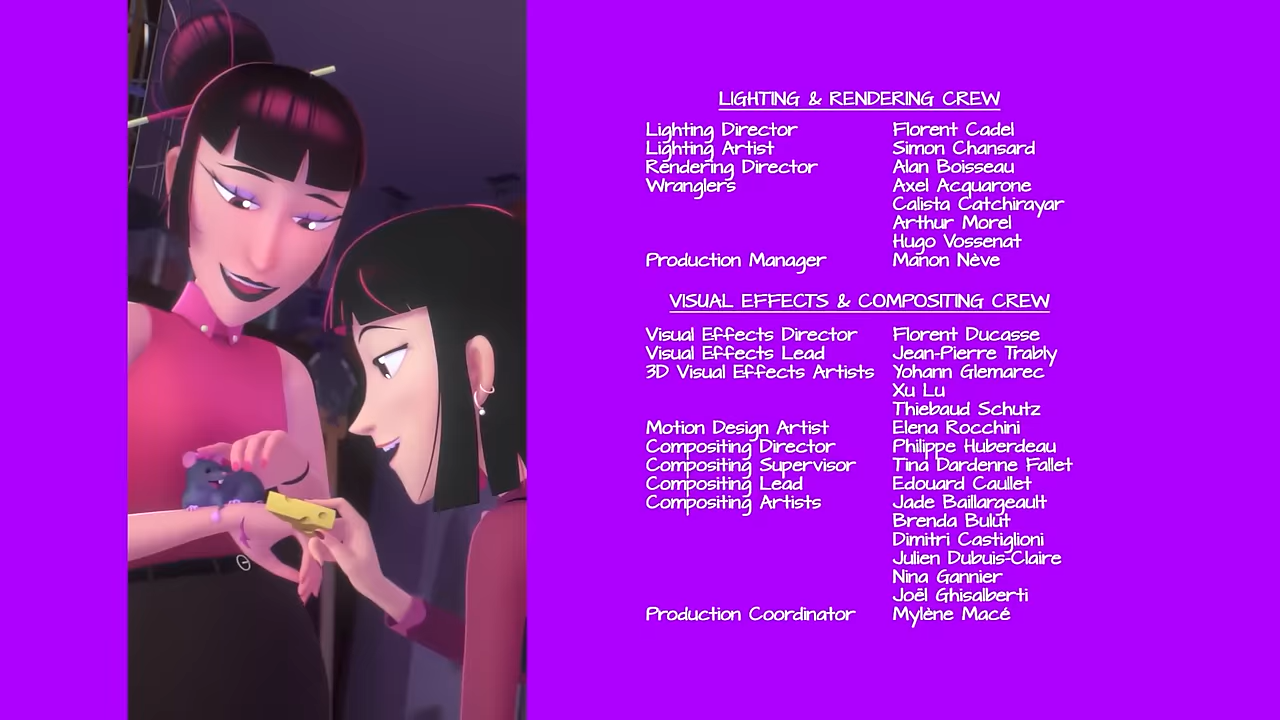 LIGHTING & RENDERING CREW
Lighting Director Florent Cadel
Lighting Artist Simon Chansard
Rendering Director Alan Boisseau
Wranglers Axel Acquarone
Calista Catchirayar
Arthur Morel
Hugo Vossenat
Production Manager Manon Nève
VISUAL EFFECTS & COMPOSITING CREW
Visual Effects Director Florent Ducasse
Visual Effects Lead Jean-Pierre Trably
3D Visual Effects Artists Yohann Glemarec
Xu Lu
Thiebaud Schutz
Motion Design Artist Elena Rocchini
Compositing Director Philippe Huberdeau
Compositing Supervisor Tina Dardenne Fallet
Compositing Lead Edouard Caullet
Compositing Artists Jade Baillargeault
Brenda Bulut
Dimitri Castiglioni
Julien Dubuis-Claire
Nina Gannier
Joël Ghisalberti
Production Coordinator Mylène Macé